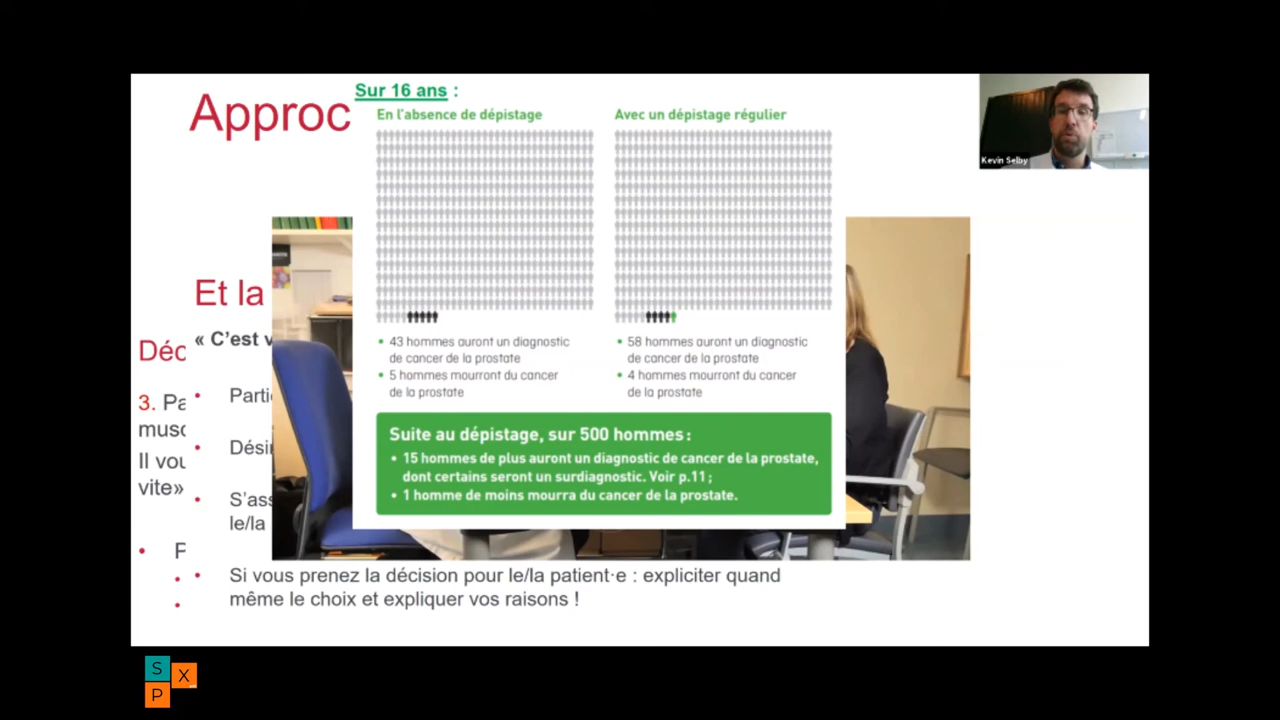 Approc
Sur 16 ans :
En l'absence de dépistage
Avec un dépistage régulier
Kevin Selby
Et la
« C'est v
Déc
3. Pa
musc
Il vou
vite»
• P
• Parti
• Désir
• S'ass
le/la
• 43 hommes auront un diagnostic
de cancer de la prostate
• 5 hommes mourront du cancer
de la prostate
• 58 hommes auront un diagnostic
de cancer de la prostate
• 4 hommes mourront du cancer
de la prostate
Suite au dépistage, sur 500 hommes :
• 15 hommes de plus auront un diagnostic de cancer de la prostate,
dont certains seront un surdiagnostic. Voir p.11 ;
• 1 homme de moins mourra du cancer de la prostate.
• Si vous prenez la décision pour le/la patient·e : expliciter quand
même le choix et expliquer vos raisons !
S
X
P